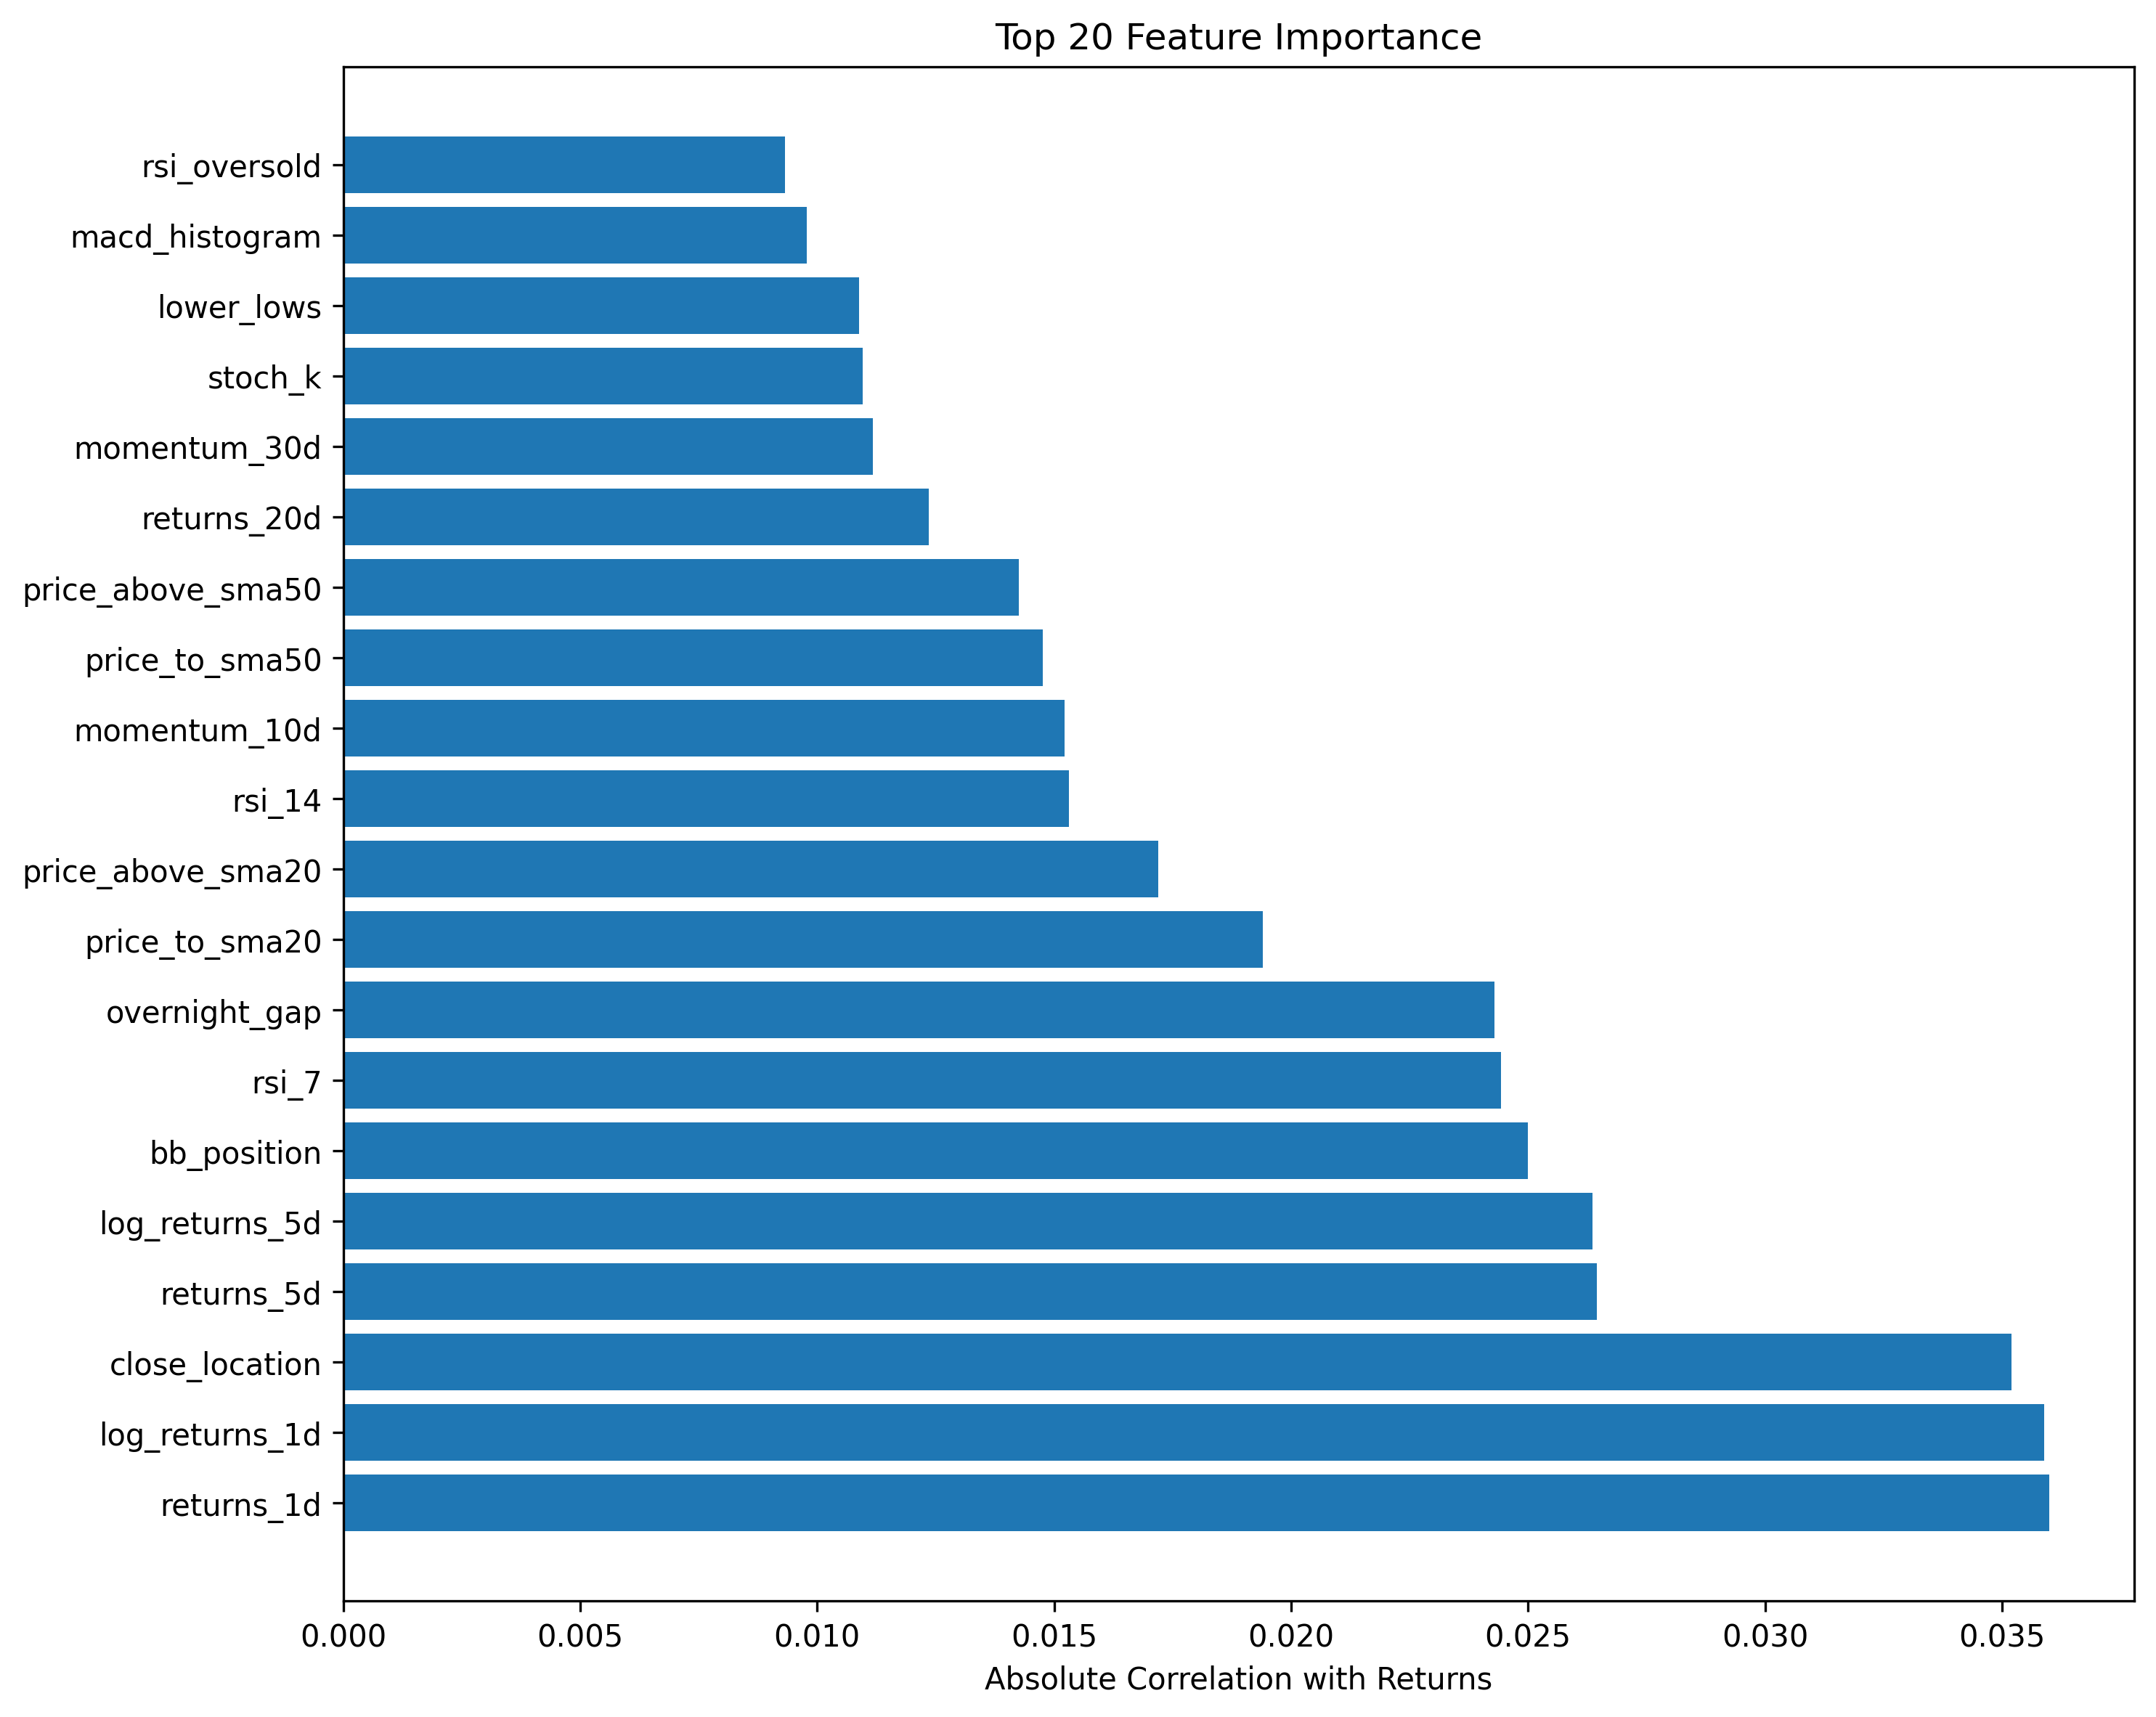 Top 20 Feature Importance
rsi_oversold
macd_histogram
lower_lows
stoch_k
momentum_30d
returns_20d
price_above_sma50
price_to_sma50
momentum_10d
rsi_14
price_above_sma20
price_to_sma20
overnight_gap
rsi_7
bb_position
log_returns_5d
returns_5d
close_location
log_returns_1d
returns_1d
0.000 0.005 0.010 0.015 0.020 0.025 0.030 0.035
Absolute Correlation with Returns